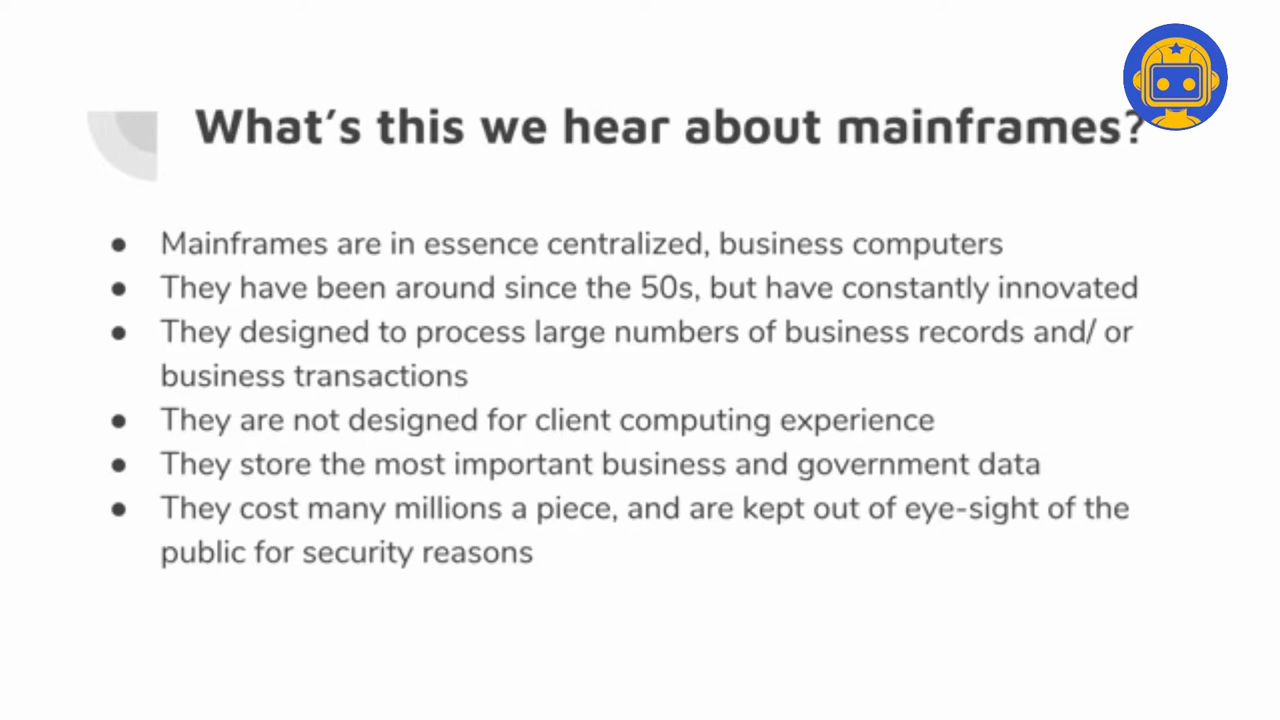 What's this we hear about mainframes?
● Mainframes are in essence centralized, business computers
● They have been around since the 50s, but have constantly innovated
● They designed to process large numbers of business records and/ or
business transactions
● They are not designed for client computing experience
● They store the most important business and government data
● They cost many millions a piece, and are kept out of eye-sight of the
public for security reasons